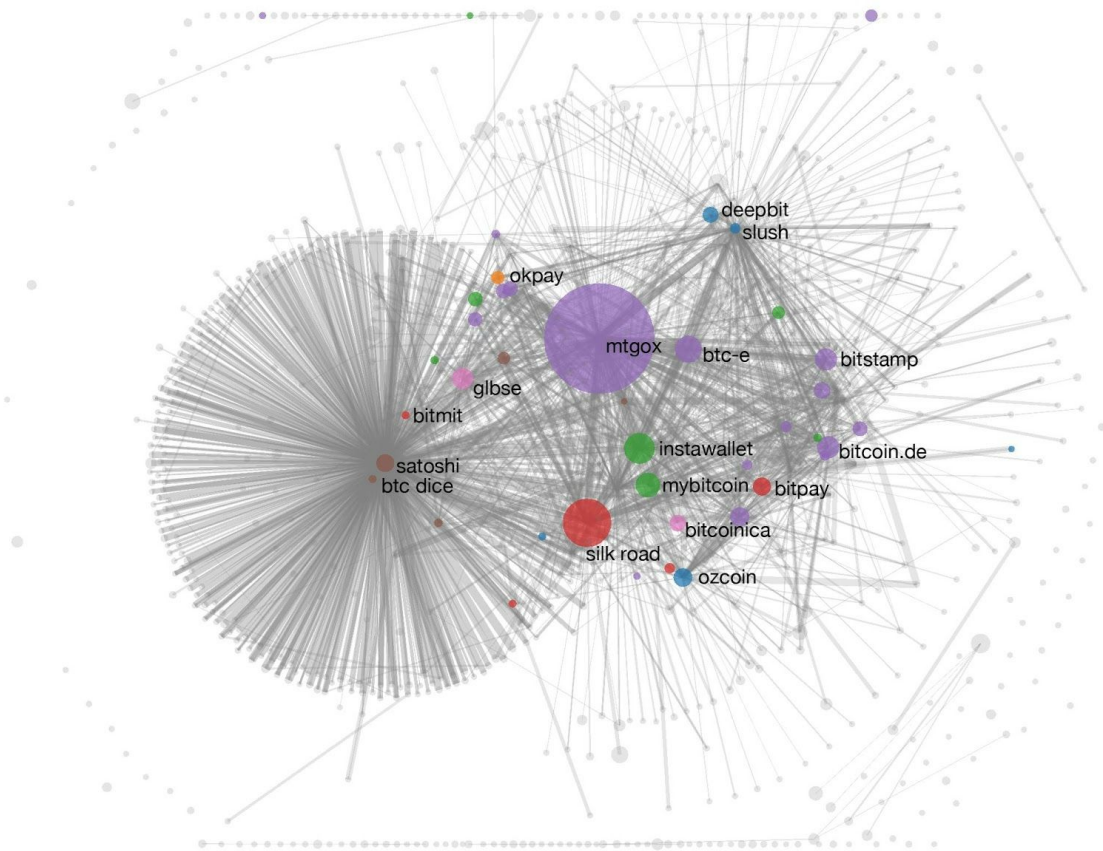 deepbit
slush
okpay
mtgox
btc-e
bitstamp
glbse
bitmit
instawallet
bitcoin.de
satoshi
btc dice
mybitcoin
bitpay
bitcoinica
silk road
ozcoin